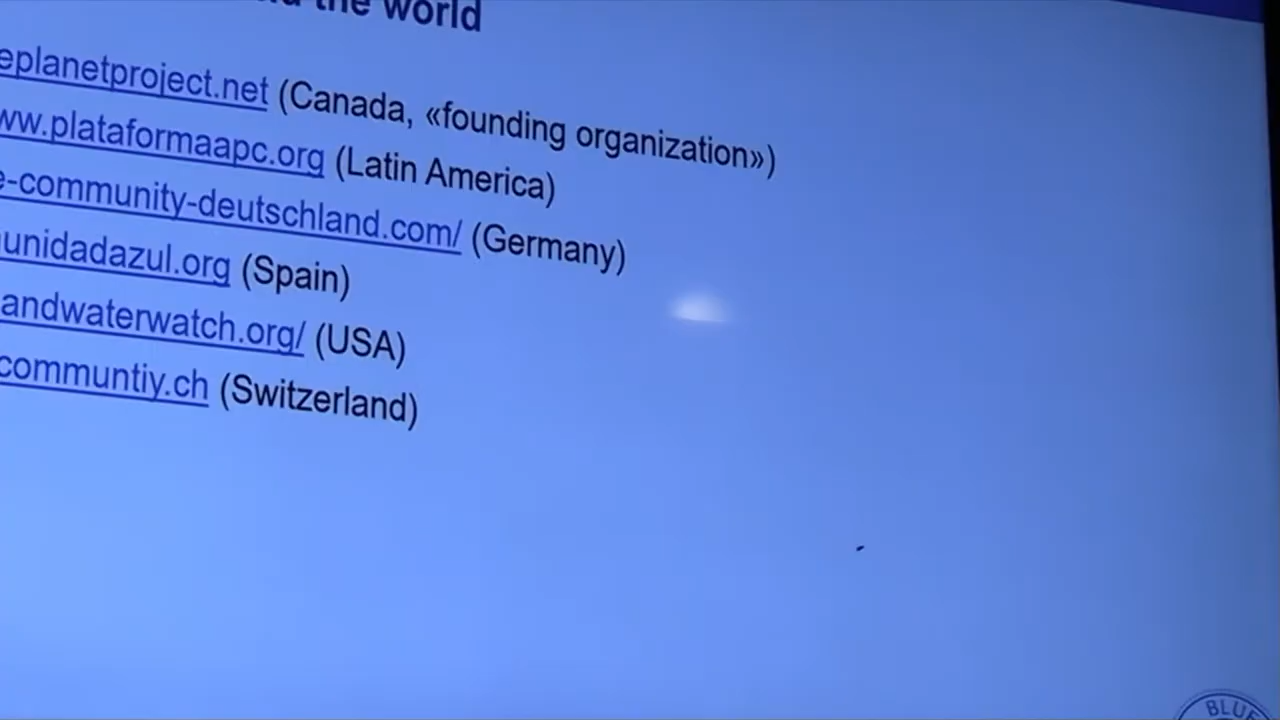 the world
eplanetproject.net (Canada, «founding organization»)
ww.plataformaapc.org (Latin America)
e-community-deutschland.com/ (Germany)
unidadazul.org (Spain)
andwaterwatch.org/ (USA)
communtiy.ch (Switzerland)
BLUE